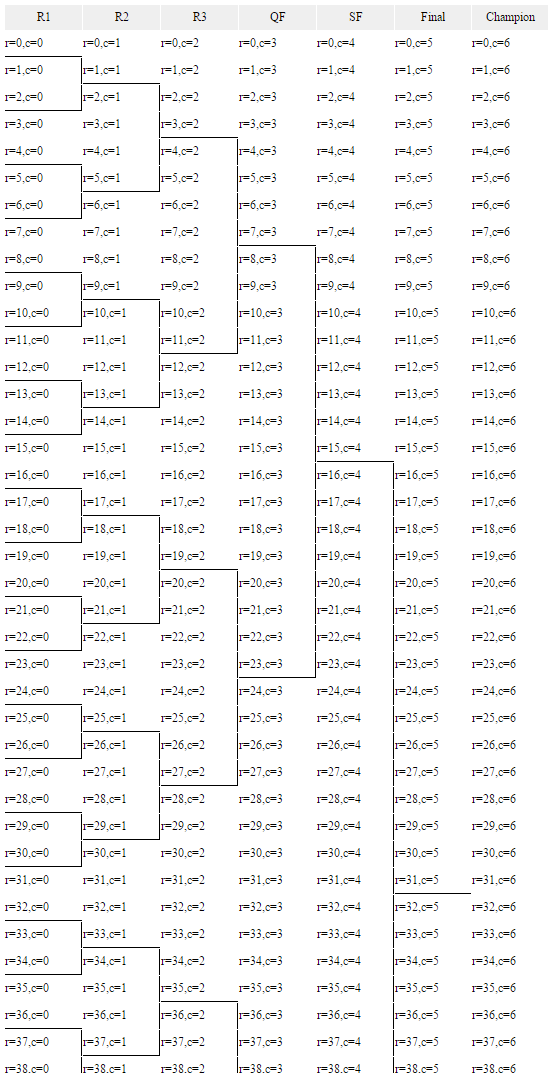 R1 R2 R3 QF SF Final Champion
r=0,c=0 r=0,c=1 r=0,c=2 r=0,c=3 r=0,c=4 r=0,c=5 r=0,c=6
r=1,c=0 r=1,c=1 r=1,c=2 r=1,c=3 r=1,c=4 r=1,c=5 r=1,c=6
r=2,c=0 r=2,c=1 r=2,c=2 r=2,c=3 r=2,c=4 r=2,c=5 r=2,c=6
r=3,c=0 r=3,c=1 r=3,c=2 r=3,c=3 r=3,c=4 r=3,c=5 r=3,c=6
r=4,c=0 r=4,c=1 r=4,c=2 r=4,c=3 r=4,c=4 r=4,c=5 r=4,c=6
r=5,c=0 r=5,c=1 r=5,c=2 r=5,c=3 r=5,c=4 r=5,c=5 r=5,c=6
r=6,c=0 r=6,c=1 r=6,c=2 r=6,c=3 r=6,c=4 r=6,c=5 r=6,c=6
r=7,c=0 r=7,c=1 r=7,c=2 r=7,c=3 r=7,c=4 r=7,c=5 r=7,c=6
r=8,c=0 r=8,c=1 r=8,c=2 r=8,c=3 r=8,c=4 r=8,c=5 r=8,c=6
r=9,c=0 r=9,c=1 r=9,c=2 r=9,c=3 r=9,c=4 r=9,c=5 r=9,c=6
r=10,c=0 r=10,c=1 r=10,c=2 r=10,c=3 r=10,c=4 r=10,c=5 r=10,c=6
r=11,c=0 r=11,c=1 r=11,c=2 r=11,c=3 r=11,c=4 r=11,c=5 r=11,c=6
r=12,c=0 r=12,c=1 r=12,c=2 r=12,c=3 r=12,c=4 r=12,c=5 r=12,c=6
r=13,c=0 r=13,c=1 r=13,c=2 r=13,c=3 r=13,c=4 r=13,c=5 r=13,c=6
r=14,c=0 r=14,c=1 r=14,c=2 r=14,c=3 r=14,c=4 r=14,c=5 r=14,c=6
r=15,c=0 r=15,c=1 r=15,c=2 r=15,c=3 r=15,c=4 r=15,c=5 r=15,c=6
r=16,c=0 r=16,c=1 r=16,c=2 r=16,c=3 r=16,c=4 r=16,c=5 r=16,c=6
r=17,c=0 r=17,c=1 r=17,c=2 r=17,c=3 r=17,c=4 r=17,c=5 r=17,c=6
r=18,c=0 r=18,c=1 r=18,c=2 r=18,c=3 r=18,c=4 r=18,c=5 r=18,c=6
r=19,c=0 r=19,c=1 r=19,c=2 r=19,c=3 r=19,c=4 r=19,c=5 r=19,c=6
r=20,c=0 r=20,c=1 r=20,c=2 r=20,c=3 r=20,c=4 r=20,c=5 r=20,c=6
r=21,c=0 r=21,c=1 r=21,c=2 r=21,c=3 r=21,c=4 r=21,c=5 r=21,c=6
r=22,c=0 r=22,c=1 r=22,c=2 r=22,c=3 r=22,c=4 r=22,c=5 r=22,c=6
r=23,c=0 r=23,c=1 r=23,c=2 r=23,c=3 r=23,c=4 r=23,c=5 r=23,c=6
r=24,c=0 r=24,c=1 r=24,c=2 r=24,c=3 r=24,c=4 r=24,c=5 r=24,c=6
r=25,c=0 r=25,c=1 r=25,c=2 r=25,c=3 r=25,c=4 r=25,c=5 r=25,c=6
r=26,c=0 r=26,c=1 r=26,c=2 r=26,c=3 r=26,c=4 r=26,c=5 r=26,c=6
r=27,c=0 r=27,c=1 r=27,c=2 r=27,c=3 r=27,c=4 r=27,c=5 r=27,c=6
r=28,c=0 r=28,c=1 r=28,c=2 r=28,c=3 r=28,c=4 r=28,c=5 r=28,c=6
r=29,c=0 r=29,c=1 r=29,c=2 r=29,c=3 r=29,c=4 r=29,c=5 r=29,c=6
r=30,c=0 r=30,c=1 r=30,c=2 r=30,c=3 r=30,c=4 r=30,c=5 r=30,c=6
r=31,c=0 r=31,c=1 r=31,c=2 r=31,c=3 r=31,c=4 r=31,c=5 r=31,c=6
r=32,c=0 r=32,c=1 r=32,c=2 r=32,c=3 r=32,c=4 r=32,c=5 r=32,c=6
r=33,c=0 r=33,c=1 r=33,c=2 r=33,c=3 r=33,c=4 r=33,c=5 r=33,c=6
r=34,c=0 r=34,c=1 r=34,c=2 r=34,c=3 r=34,c=4 r=34,c=5 r=34,c=6
r=35,c=0 r=35,c=1 r=35,c=2 r=35,c=3 r=35,c=4 r=35,c=5 r=35,c=6
r=36,c=0 r=36,c=1 r=36,c=2 r=36,c=3 r=36,c=4 r=36,c=5 r=36,c=6
r=37,c=0 r=37,c=1 r=37,c=2 r=37,c=3 r=37,c=4 r=37,c=5 r=37,c=6
r=38,c=0 r=38,c=1 r=38,c=2 r=38,c=3 r=38,c=4 r=38,c=5 r=38,c=6